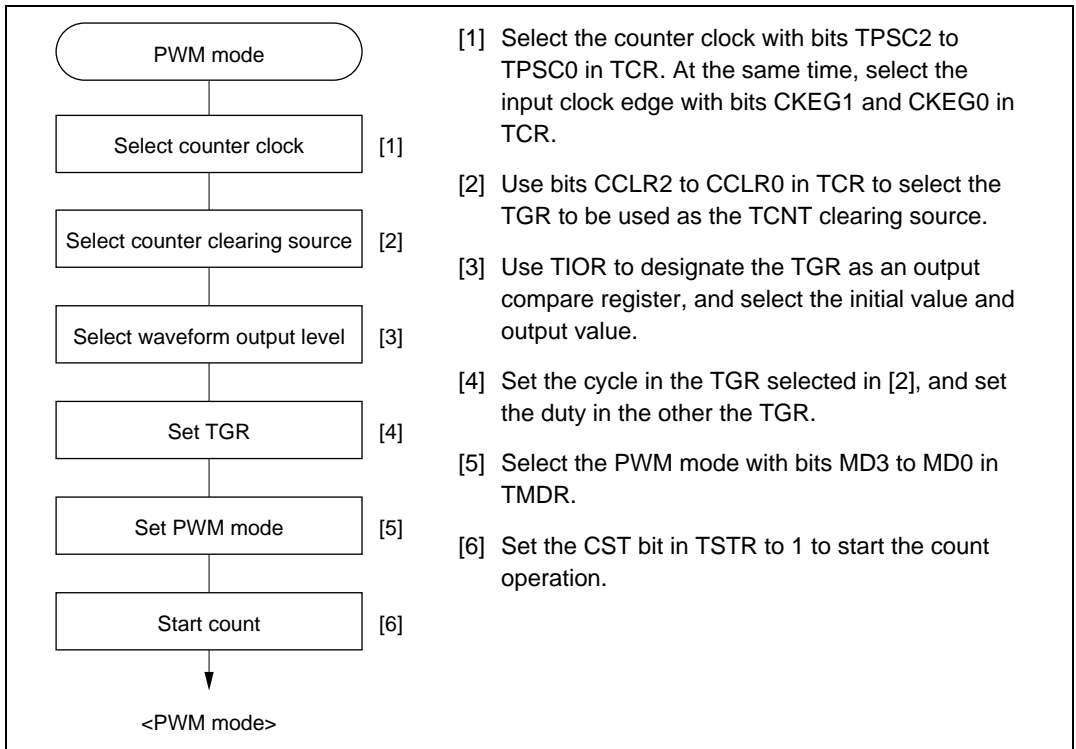 PWM mode
Select counter clock [1]
Select counter clearing source [2]
Select waveform output level [3]
Set TGR [4]
Set PWM mode [5]
Start count [6]
<PWM mode>
[1] Select the counter clock with bits TPSC2 to
TPSC0 in TCR. At the same time, select the
input clock edge with bits CKEG1 and CKEG0 in
TCR.
[2] Use bits CCLR2 to CCLR0 in TCR to select the
TGR to be used as the TCNT clearing source.
[3] Use TIOR to designate the TGR as an output
compare register, and select the initial value and
output value.
[4] Set the cycle in the TGR selected in [2], and set
the duty in the other the TGR.
[5] Select the PWM mode with bits MD3 to MD0 in
TMDR.
[6] Set the CST bit in TSTR to 1 to start the count
operation.